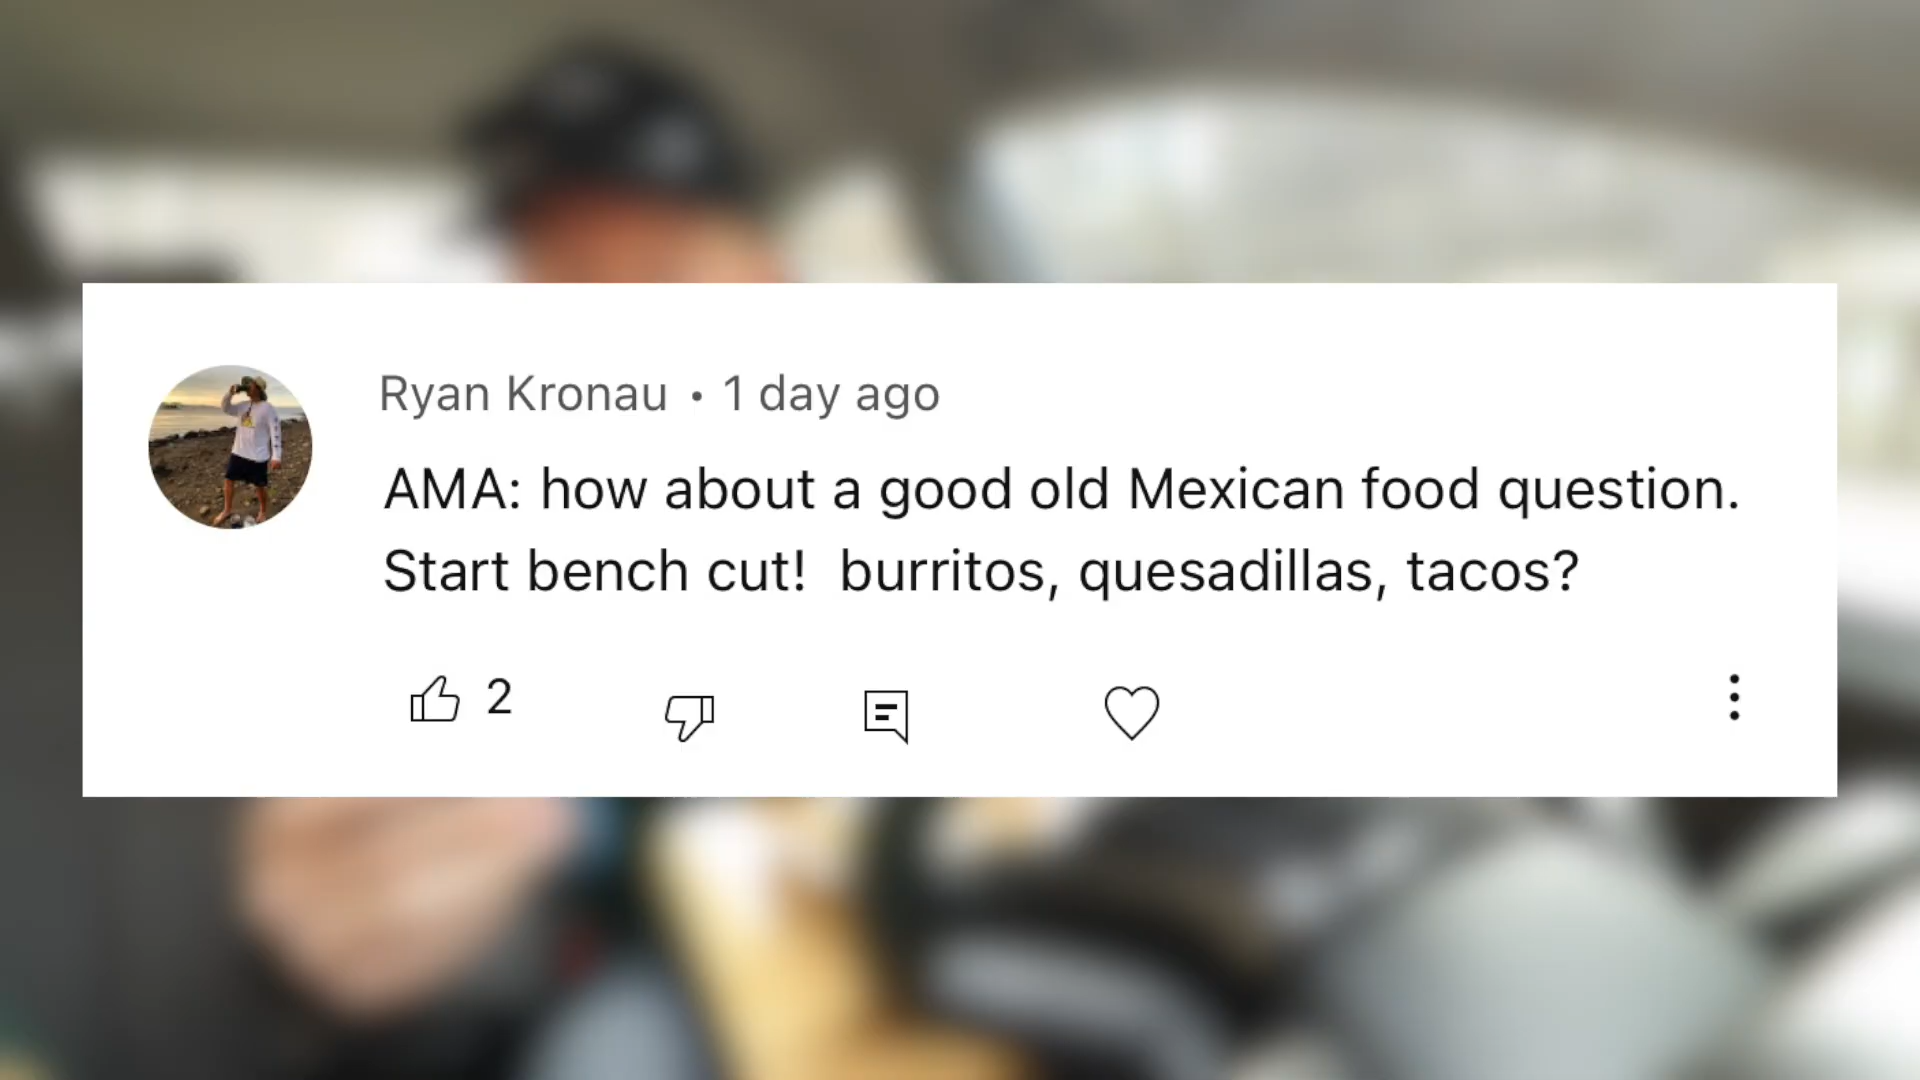 Ryan Kronau • 1 day ago
AMA: how about a good old Mexican food question.
Start bench cut!  burritos, quesadillas, tacos?
2